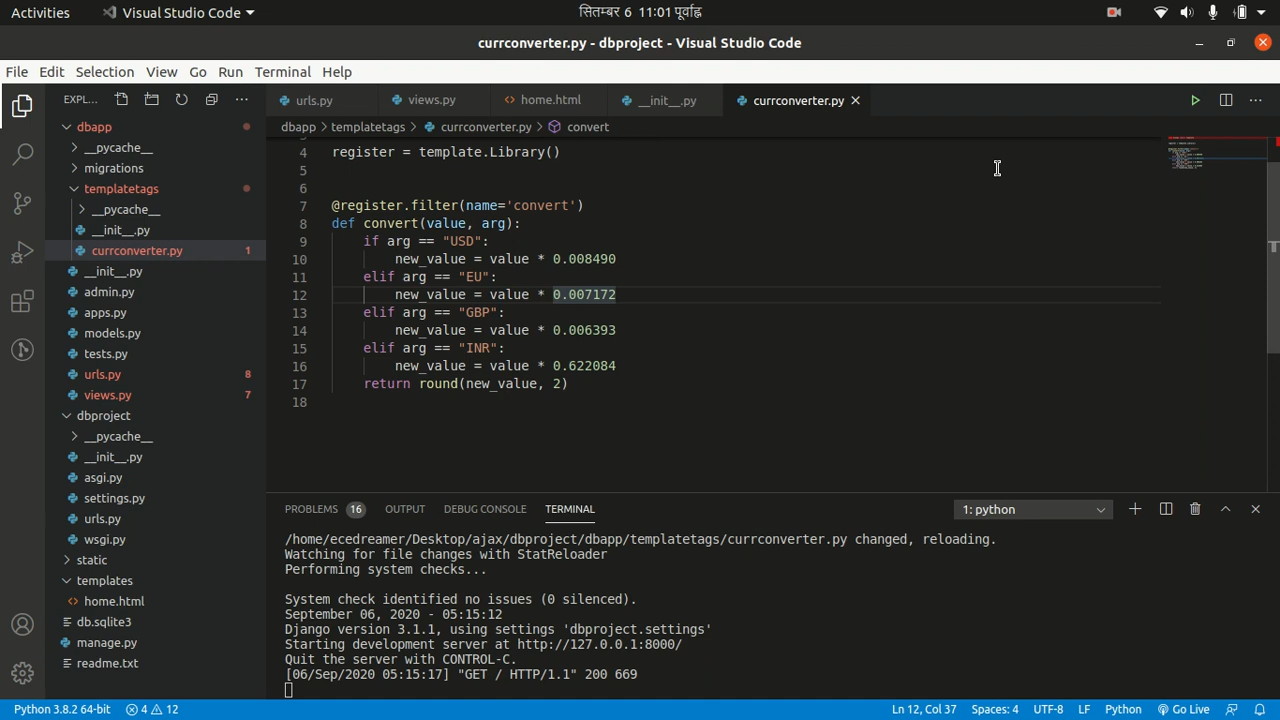 Activities
Visual Studio Code
सितम्बर 6 11:01 पूर्वाह्न
currconverter.py - dbproject - Visual Studio Code
File Edit Selection View Go Run Terminal Help
EXPL...
urls.py
views.py
home.html
__init__.py
currconverter.py
dbapp > templatetags > currconverter.py > convert
dbapp
__pycache__
migrations
templatetags
__pycache__
__init__.py
currconverter.py 1
__init__.py
admin.py
apps.py
models.py
tests.py
urls.py 8
views.py 7
dbproject
__pycache__
__init__.py
asgi.py
settings.py
urls.py
wsgi.py
static
templates
home.html
db.sqlite3
manage.py
readme.txt
4 register = template.Library()
5
6
7 @register.filter(name='convert')
8 def convert(value, arg):
9 if arg == "USD":
10 new_value = value * 0.008490
11 elif arg == "EU":
12 new_value = value * 0.007172
13 elif arg == "GBP":
14 new_value = value * 0.006393
15 elif arg == "INR":
16 new_value = value * 0.622084
17 return round(new_value, 2)
18
PROBLEMS 16 OUTPUT DEBUG CONSOLE TERMINAL
1: python
/home/ecedreamer/Desktop/ajax/dbproject/dbapp/templatetags/currconverter.py changed, reloading.
Watching for file changes with StatReloader
Performing system checks...
System check identified no issues (0 silenced).
September 06, 2020 - 05:15:12
Django version 3.1.1, using settings 'dbproject.settings'
Starting development server at http://127.0.0.1:8000/
Quit the server with CONTROL-C.
[06/Sep/2020 05:15:17] "GET / HTTP/1.1" 200 669
Python 3.8.2 64-bit 4 12
Ln 12, Col 37 Spaces: 4 UTF-8 LF Python Go Live